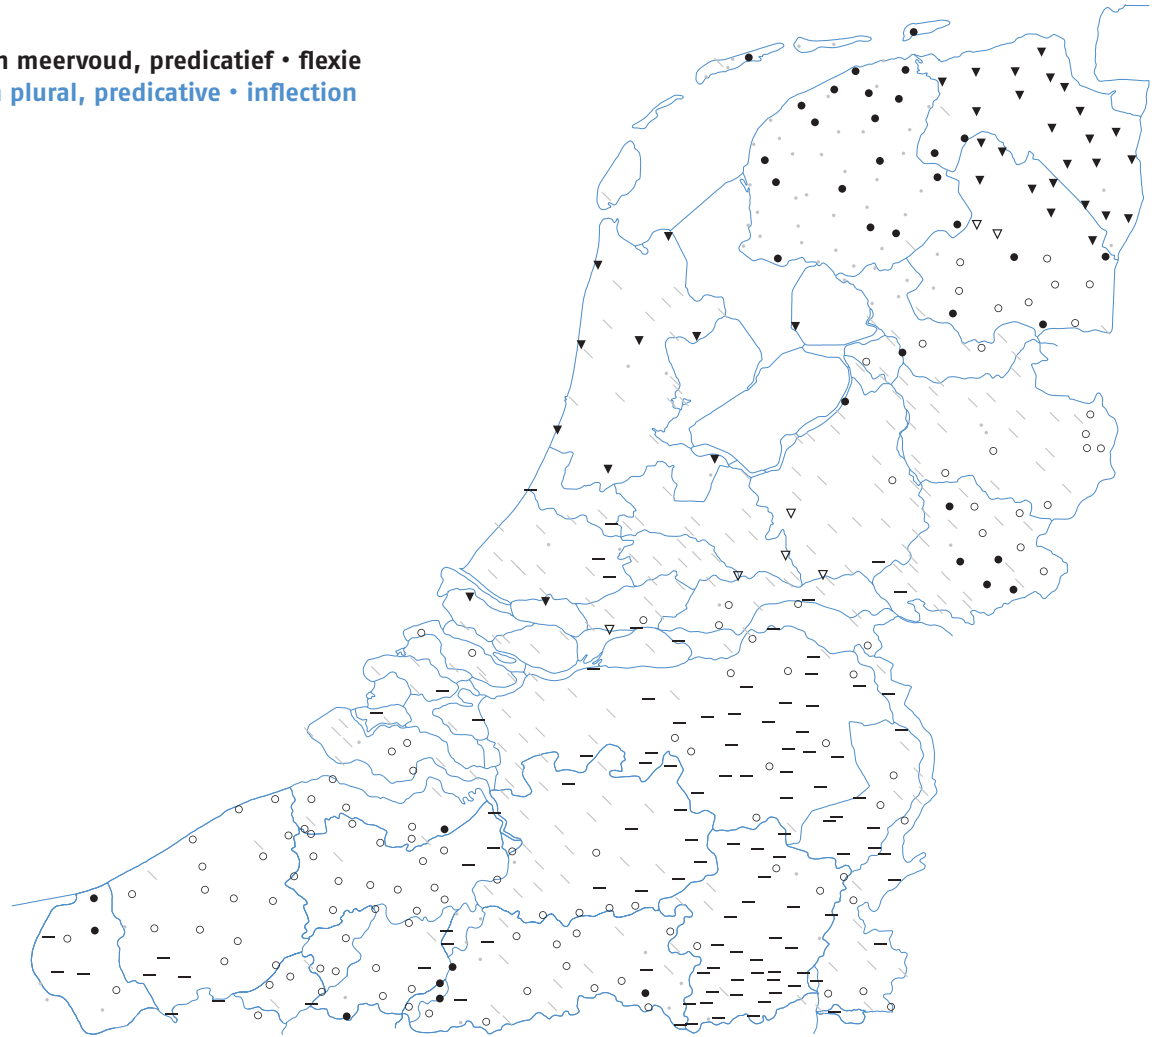 meervoud, predicatief • flexie
plural, predicative • inflection